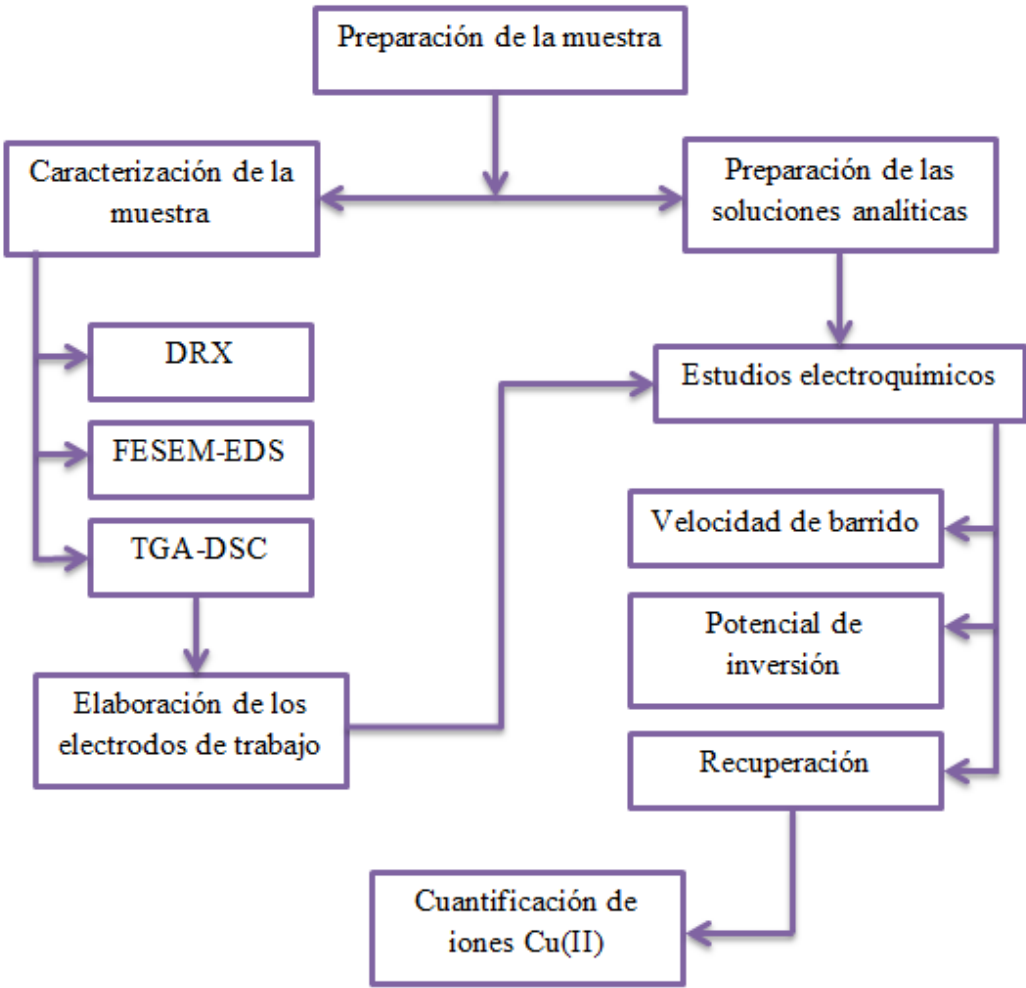 Preparación de la muestra
Caracterización de la
muestra
Preparación de las
soluciones analíticas
DRX
FESEM-EDS
TGA-DSC
Elaboración de los
electrodos de trabajo
Estudios electroquímicos
Velocidad de barrido
Potencial de
inversión
Recuperación
Cuantificación de
iones Cu(II)